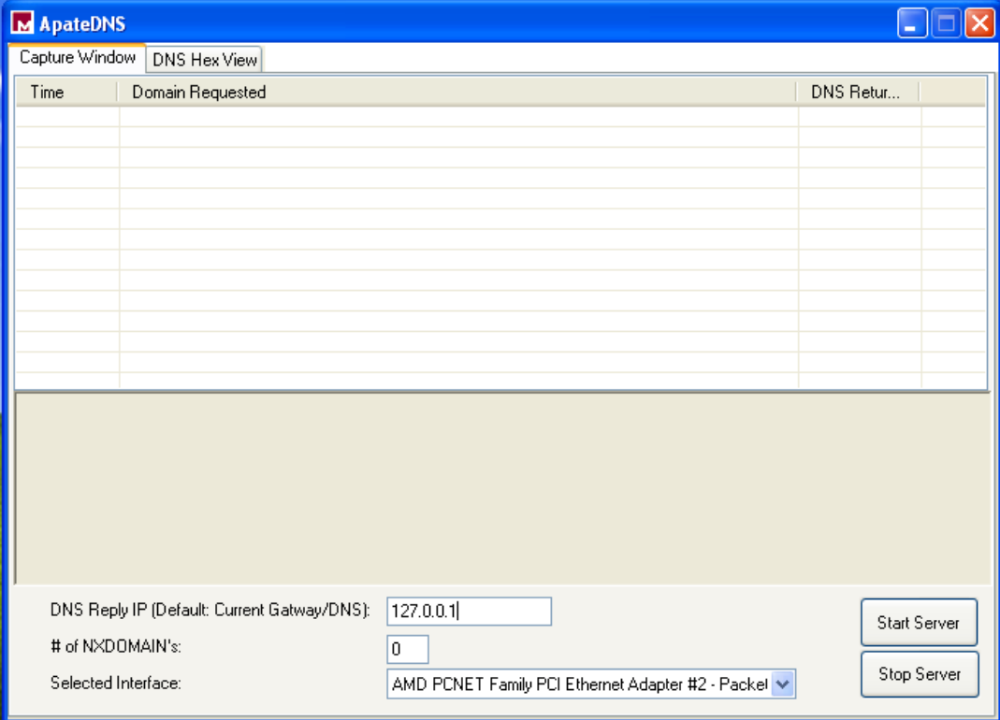 ApateDNS
Capture Window DNS Hex View
Time Domain Requested DNS Retur...
DNS Reply IP (Default: Current Gatway/DNS): 127.0.0.1
Start Server
# of NXDOMAIN's: 0
Stop Server
Selected Interface: AMD PCNET Family PCI Ethernet Adapter #2 - Packet